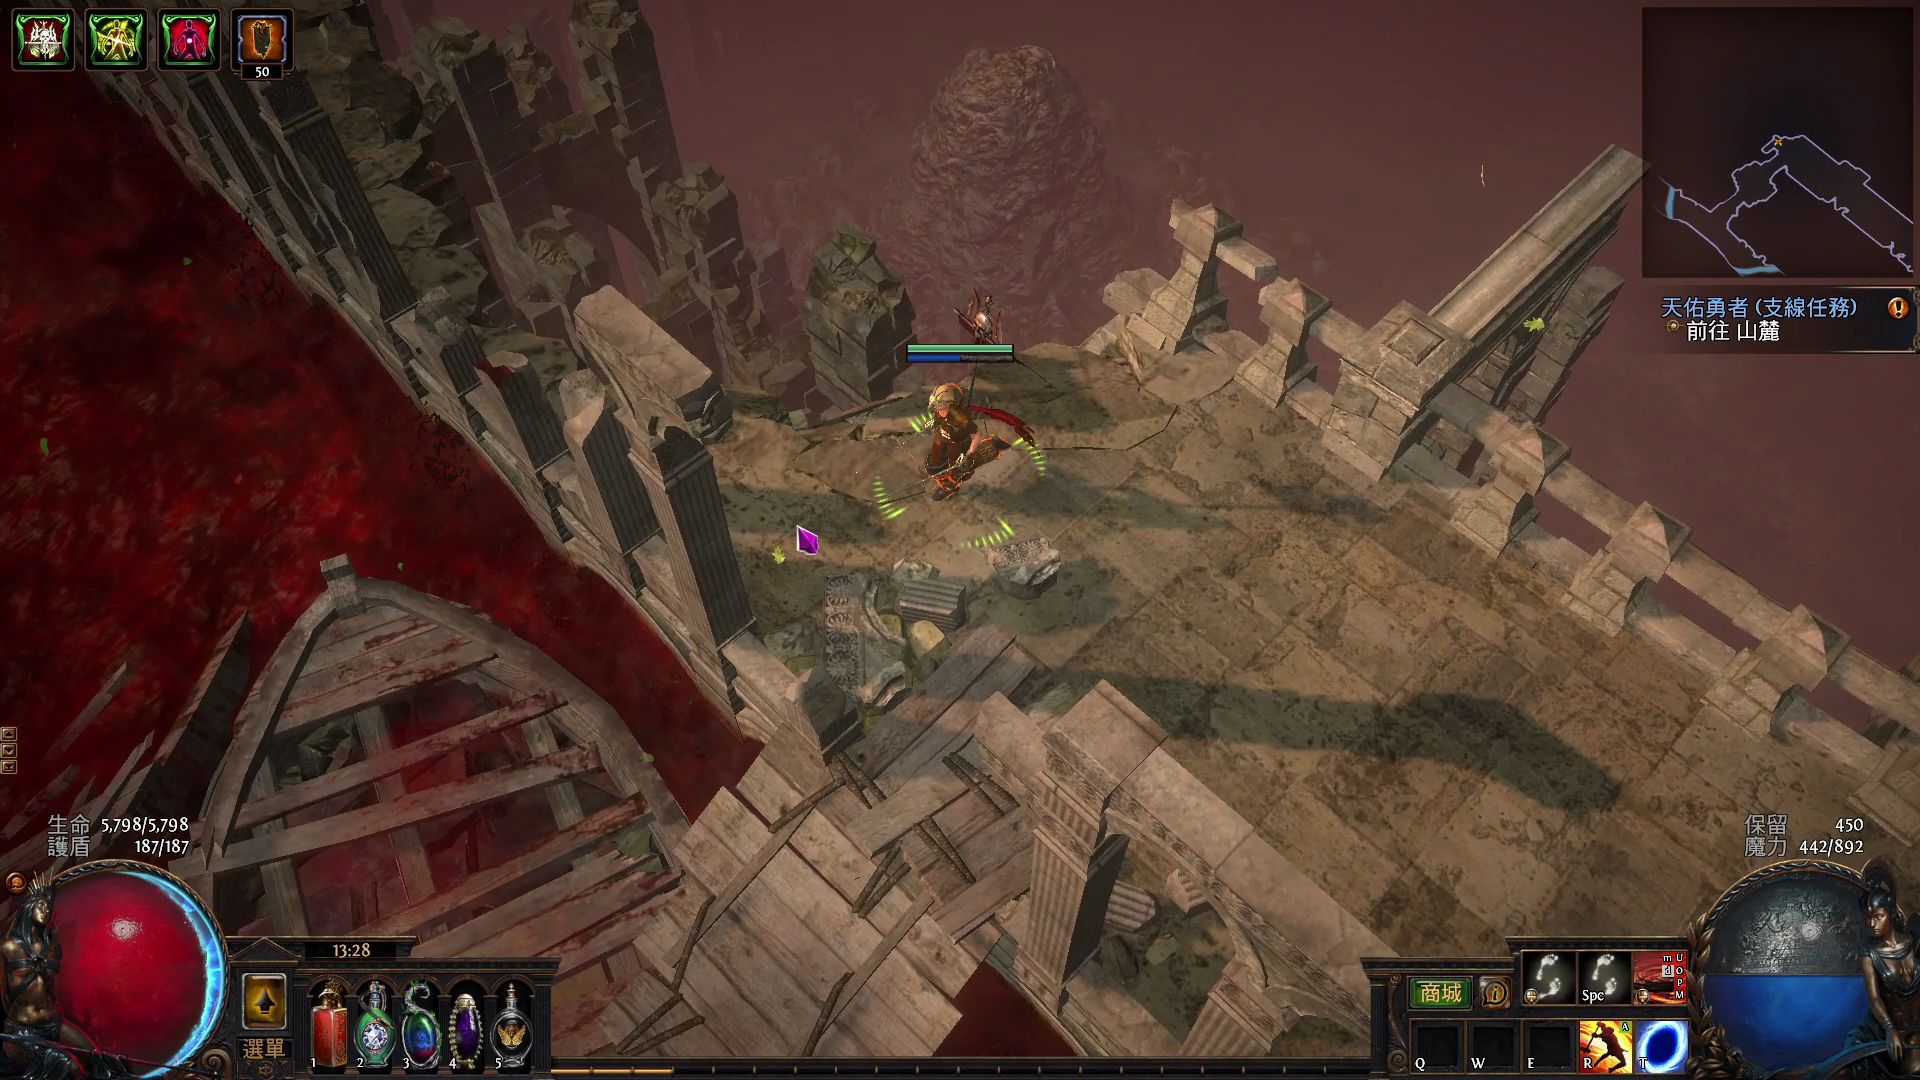 50
天佑勇者 (支線任務)
前往 山麓
生命 5,798/5,798
護盾 187/187
保留 450
魔力 442/892
13:28
選單
1
2
3
4
5
商城
Spc
Q
W
E
R
A
T